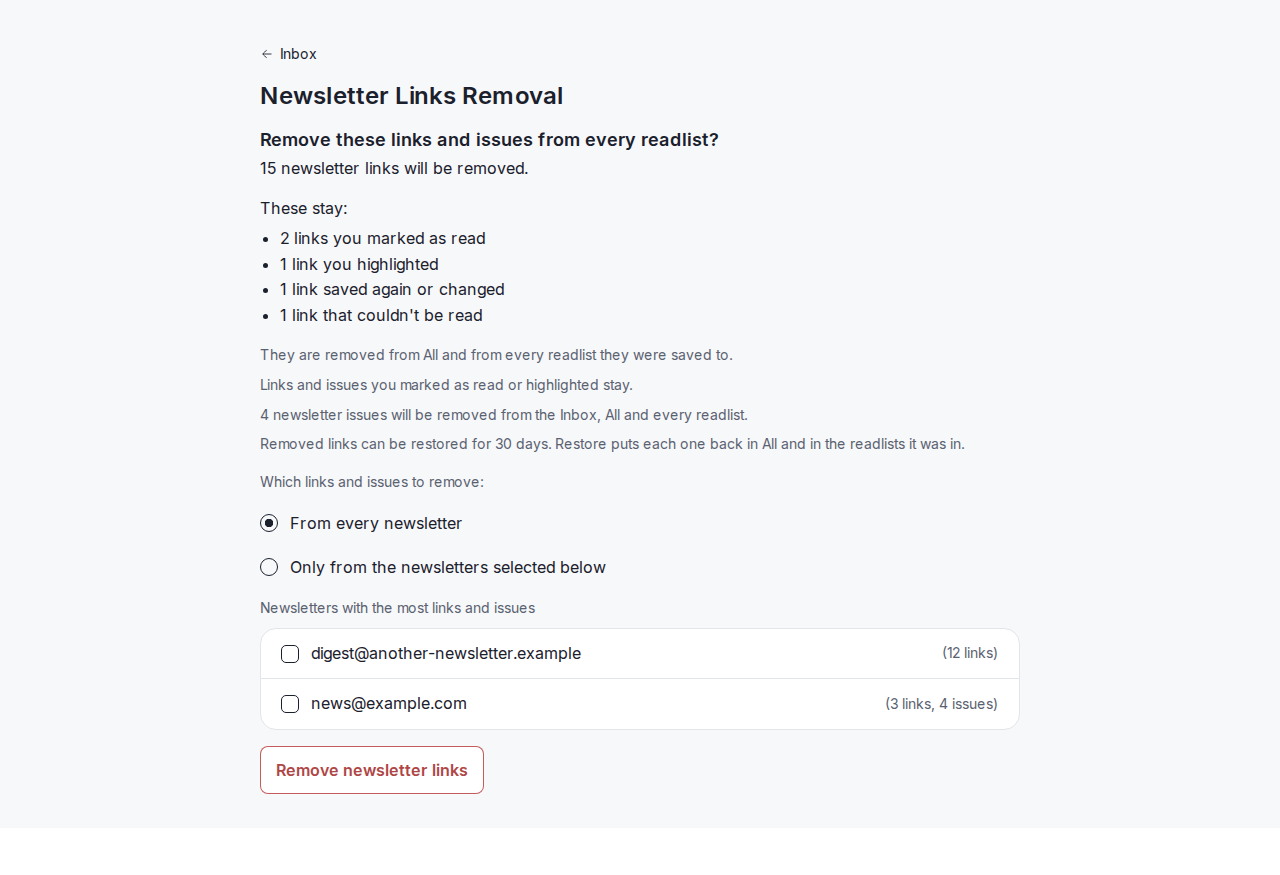 ← Inbox
Newsletter Links Removal
Remove these links and issues from every readlist?
15 newsletter links will be removed.
These stay:
• 2 links you marked as read
• 1 link you highlighted
• 1 link saved again or changed
• 1 link that couldn't be read
They are removed from All and from every readlist they were saved to.
Links and issues you marked as read or highlighted stay.
4 newsletter issues will be removed from the Inbox, All and every readlist.
Removed links can be restored for 30 days. Restore puts each one back in All and in the readlists it was in.
Which links and issues to remove:
From every newsletter
Only from the newsletters selected below
Newsletters with the most links and issues
digest@another-newsletter.example (12 links)
news@example.com (3 links, 4 issues)
Remove newsletter links